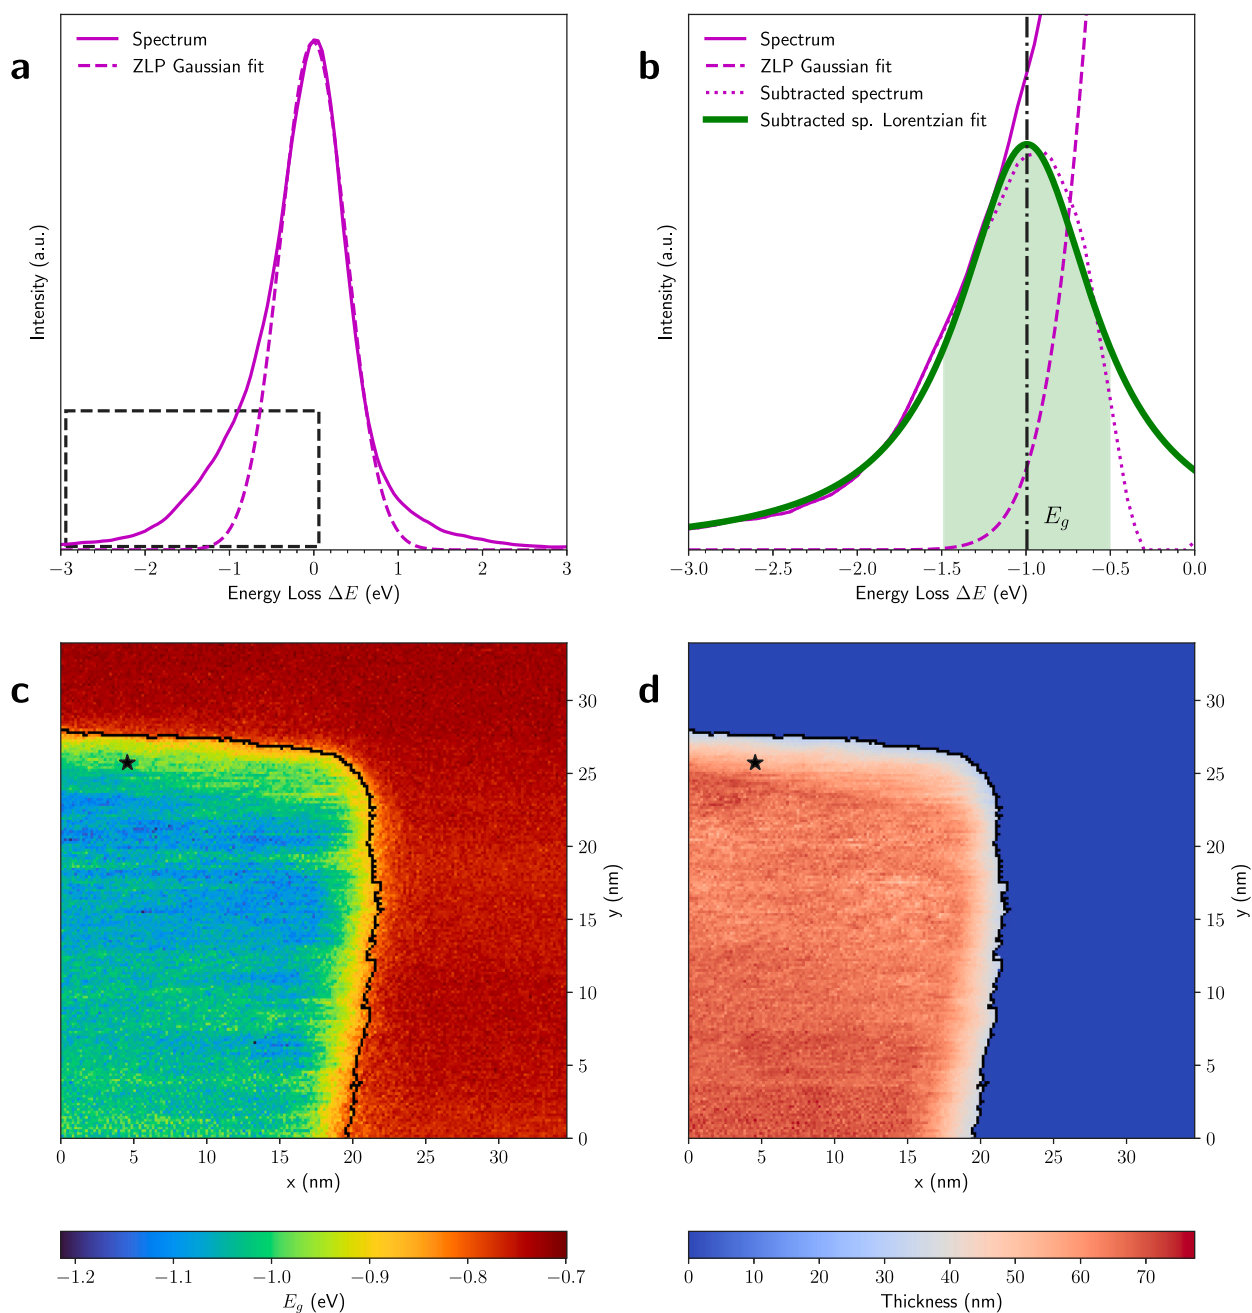 a
Spectrum
ZLP Gaussian fit
Intensity (a.u.)
−3 −2 −1 0 1 2 3
Energy Loss ΔE (eV)
b
Spectrum
ZLP Gaussian fit
Subtracted spectrum
Subtracted sp. Lorentzian fit
E_g
Intensity (a.u.)
−3.0 −2.5 −2.0 −1.5 −1.0 −0.5 0.0
Energy Loss ΔE (eV)
c
30
25
20
15
10
5
0
y (nm)
0 5 10 15 20 25 30
x (nm)
−1.2 −1.1 −1.0 −0.9 −0.8 −0.7
E_g (eV)
d
30
25
20
15
10
5
0
y (nm)
0 5 10 15 20 25 30
x (nm)
0 10 20 30 40 50 60 70
Thickness (nm)